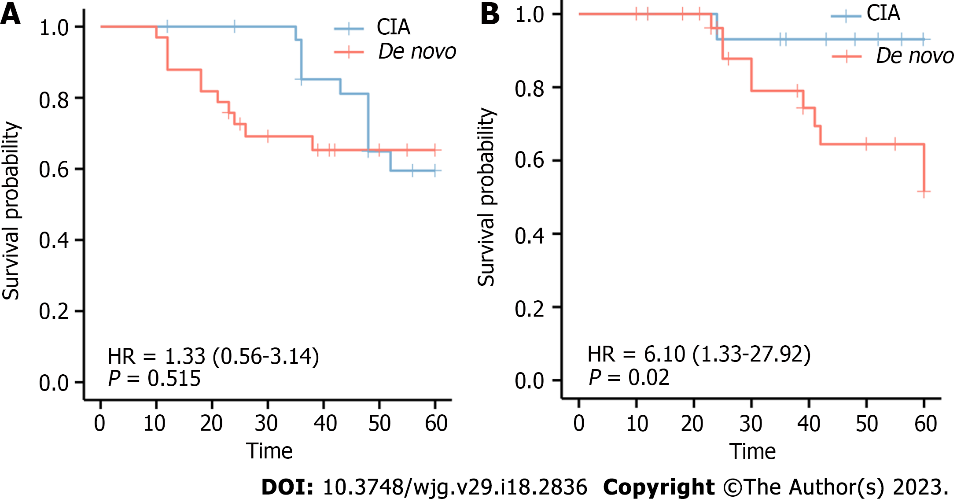 A
Survival probability
1.0
0.8
0.6
0.4
0.2
0.0
CIA
De novo
HR = 1.33 (0.56-3.14)
P = 0.515
0 10 20 30 40 50 60
Time
B
Survival probability
1.0
0.8
0.6
0.4
0.2
0.0
CIA
De novo
HR = 6.10 (1.33-27.92)
P = 0.02
0 10 20 30 40 50 60
Time
DOI: 10.3748/wjg.v29.i18.2836 Copyright ©The Author(s) 2023.